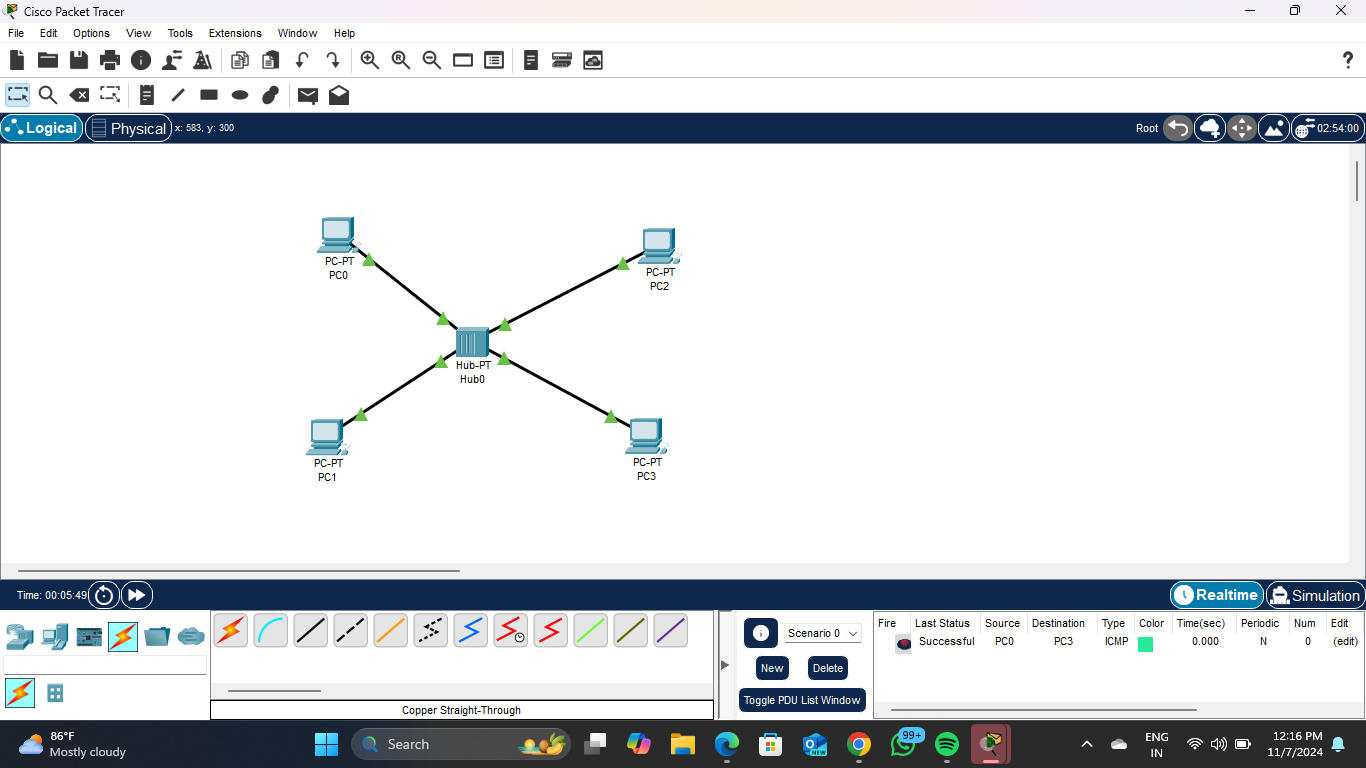 Cisco Packet Tracer
File Edit Options View Tools Extensions Window Help
Logical Physical x: 583, y: 300 Root 02:54:00
PC-PT
PC0
PC-PT
PC2
Hub-PT
Hub0
PC-PT
PC1
PC-PT
PC3
Time: 00:05:49 Realtime Simulation
Scenario 0
New Delete
Toggle PDU List Window
Fire Last Status Source Destination Type Color Time(sec) Periodic Num Edit
Successful PC0 PC3 ICMP 0.000 N 0 (edit)
Copper Straight-Through
86°F
Mostly cloudy
Search
NEW
99+
ENG
IN
12:16 PM
11/7/2024